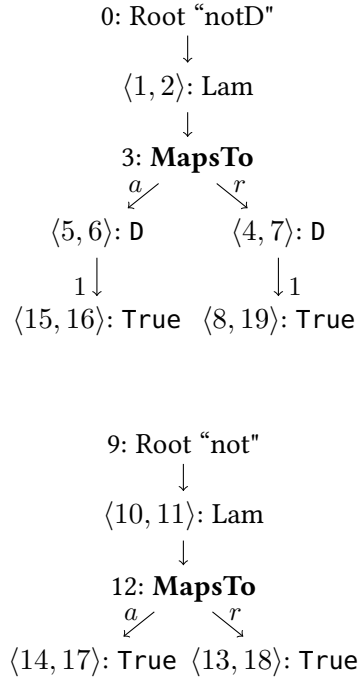 0: Root “notD"
⟨1, 2⟩: Lam
3: MapsTo
a r
⟨5, 6⟩: D ⟨4, 7⟩: D
1 1
⟨15, 16⟩: True ⟨8, 19⟩: True
9: Root “not"
⟨10, 11⟩: Lam
12: MapsTo
a r
⟨14, 17⟩: True ⟨13, 18⟩: True